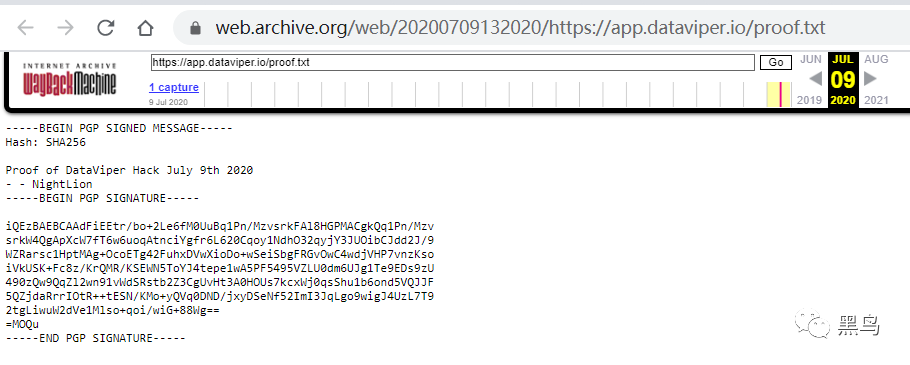 web.archive.org/web/20200709132020/https://app.dataviper.io/proof.txt
INTERNET ARCHIVE
WayBackMachine
https://app.dataviper.io/proof.txt
Go
JUN JUL AUG
1 capture
09
9 Jul 2020
2019 2020 2021
-----BEGIN PGP SIGNED MESSAGE-----
Hash: SHA256
Proof of DataViper Hack July 9th 2020
- - NightLion
-----BEGIN PGP SIGNATURE-----
iQEzBAEBCAAdFiEEtr/bo+2Le6fM0UuBq1Pn/MzvsrkFAl8HGPMACgkQq1Pn/Mzv
srkW4QgApXcW7fT6w6uoqAtnciYgfr6L620Cqoy1NdhO32qyjY3JUOibCJdd2J/9
WZRarsc1HptMAg+OcoETg42FuhxDVwXioDo+wSeiSbgFRGvOwC4wdjVHP7vnzKso
iVkUSK+Fc8z/KrQMR/KSEWN5ToYJ4tepe1wA5PF5495VZLU0dm6UJg1Te9EDs9zU
490zQw9QqZl2wn91vWdSRstb2Z3CgUvHt3A0HOUs7kcxWj0qsShu1b6ond5VQJJF
5QZjdaRrrIOtR++tESN/KMo+yQVq0DND/jxyDSeNf52ImI3JqLgo9wigJ4UzL7T9
2tgLiwuW2dVe1Mlso+qoi/wiG+88Wg==
=MOQu
-----END PGP SIGNATURE-----
黑鸟